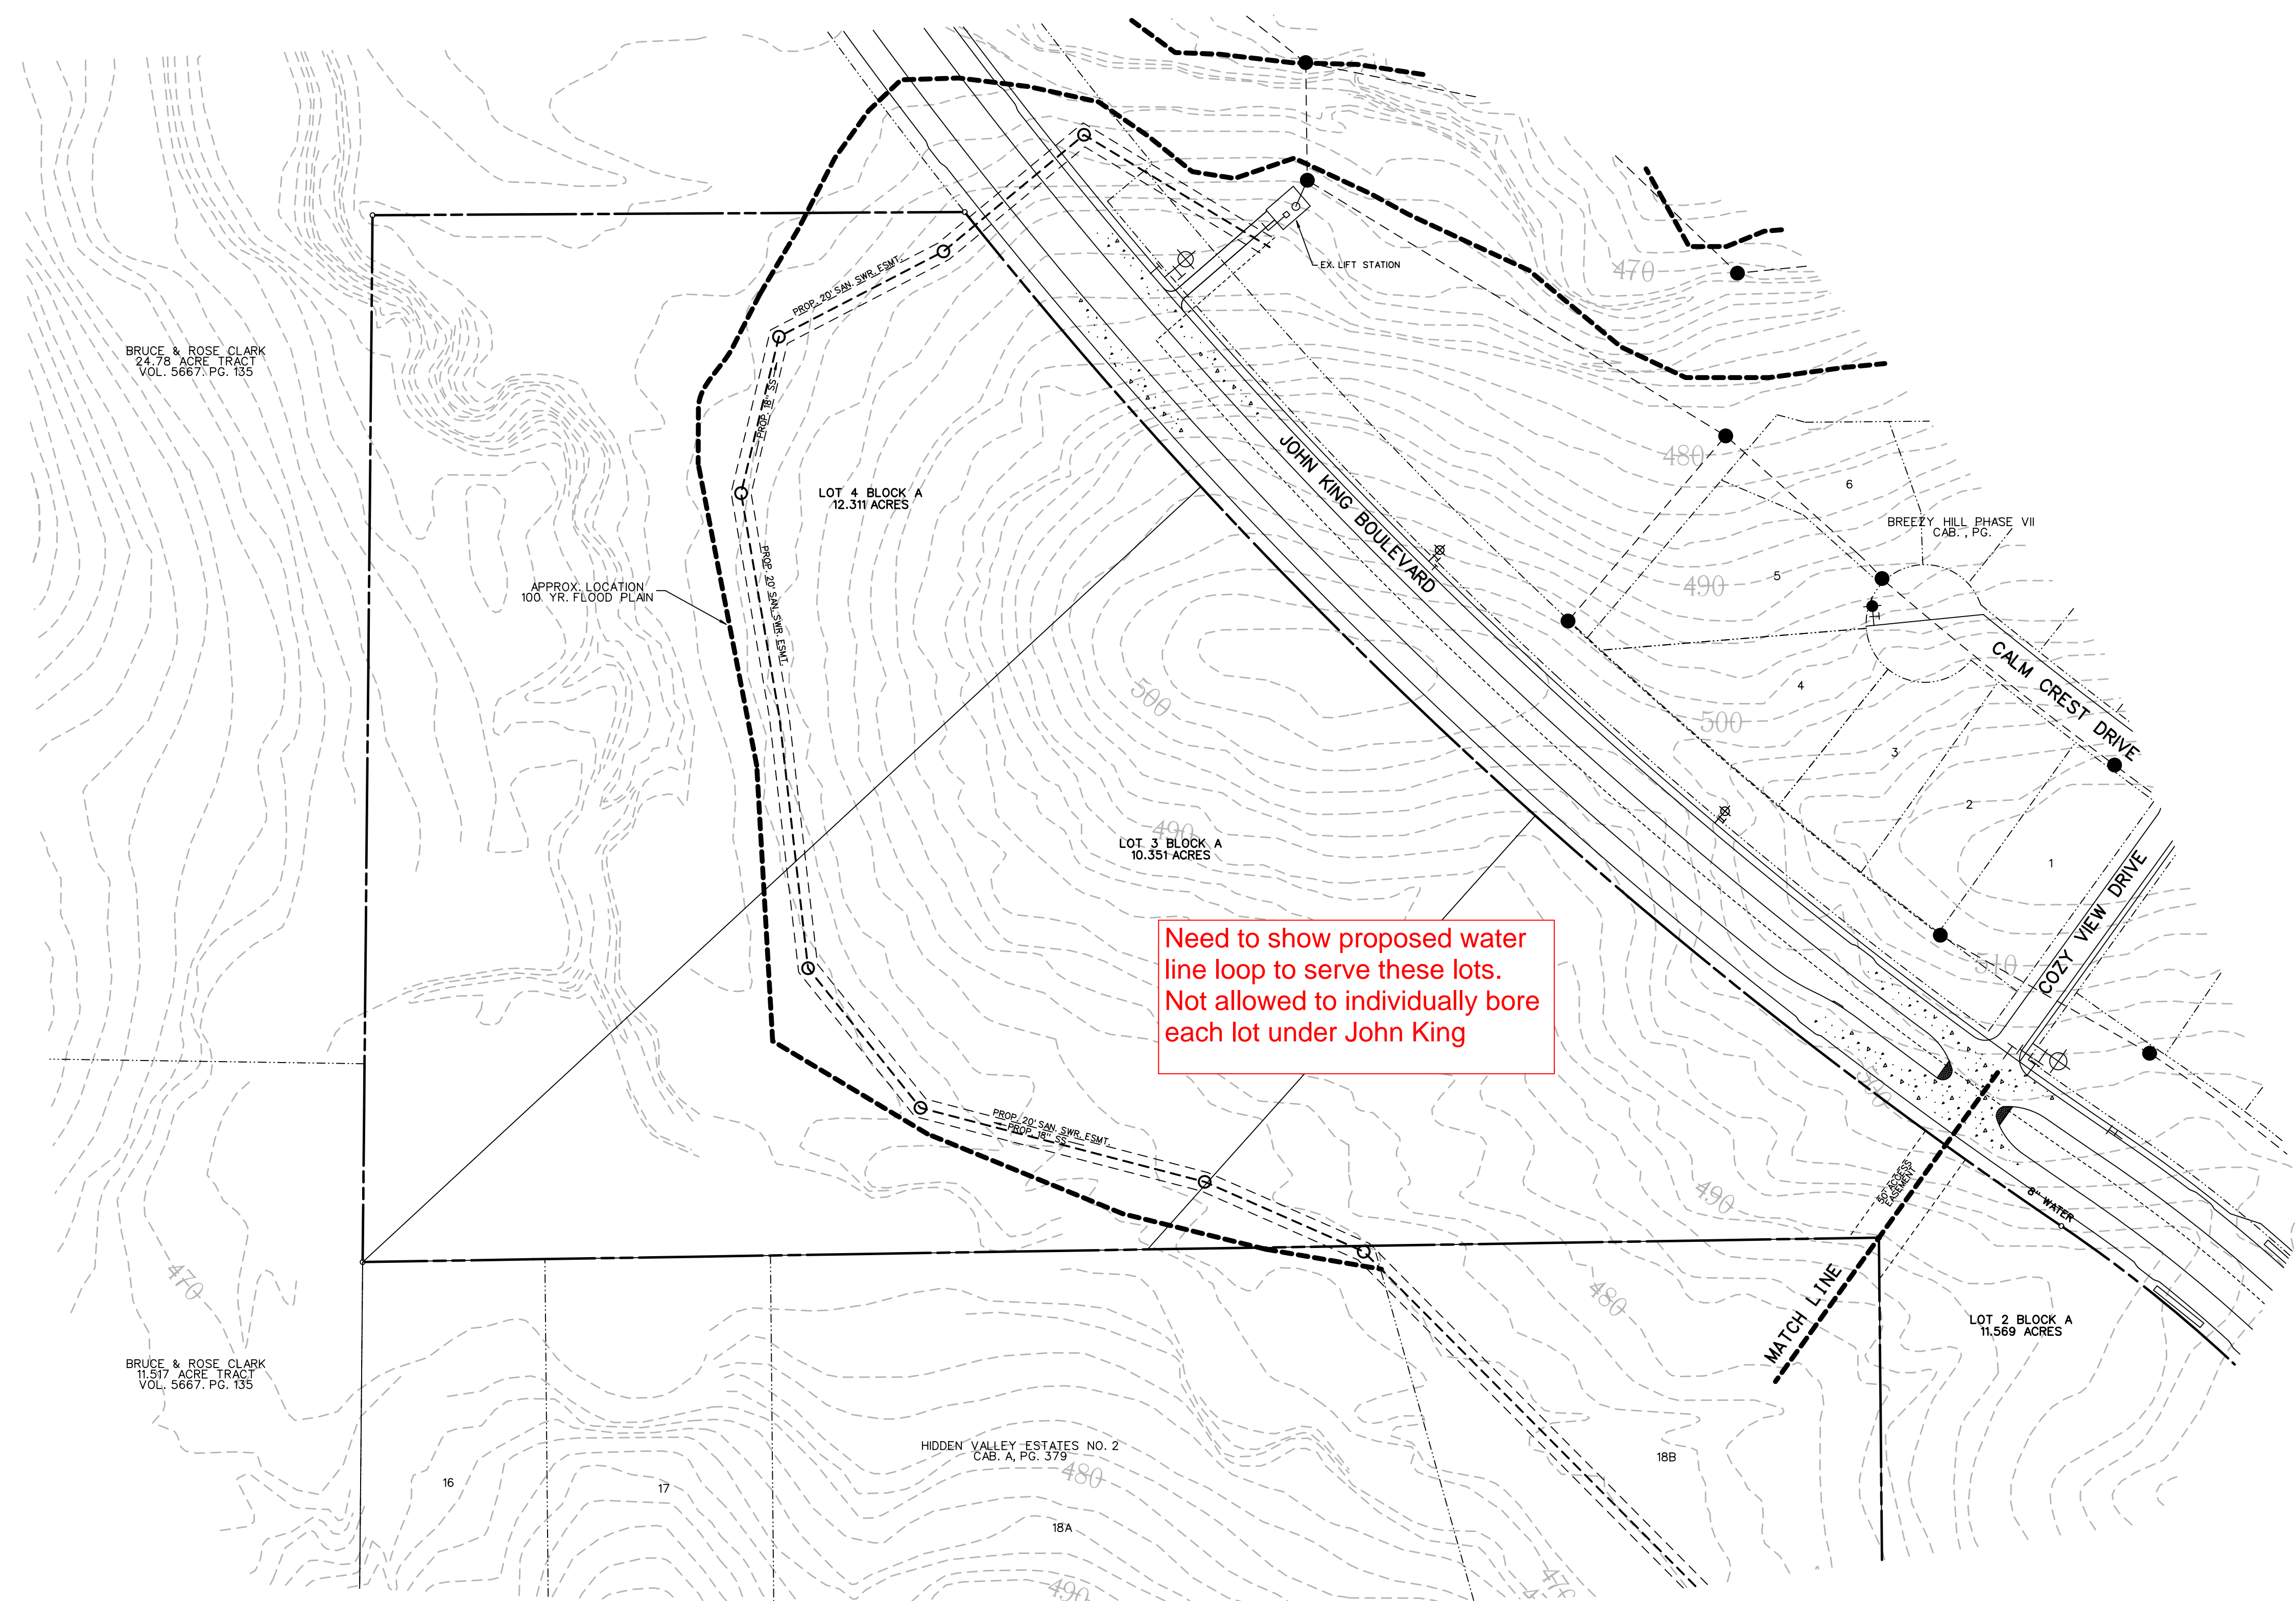 470
EX. LIFT STATION
PROP. 20' SAN. SWR. ESMT.
BRUCE & ROSE CLARK
24.78 ACRE TRACT
VOL. 5667. PG. 135
PROP. 18" SS
JOHN KING BOULEVARD
480
6
LOT 4 BLOCK A
12.311 ACRES
BREEZY HILL PHASE VII
CAB. , PG.
5
490
APPROX. LOCATION
100 YR. FLOOD PLAIN
PROP. 20' SAN. SWR. ESMT.
CALM CREST DRIVE
4
500
500
3
2
490
LOT 3 BLOCK A
10.351 ACRES
1
COZY VIEW DRIVE
510
Need to show proposed water
line loop to serve these lots.
Not allowed to individually bore
each lot under John King
PROP. 20' SAN. SWR. ESMT.
PROP. 18" SS
490
50' ACCESS
EASEMENT
8" WATER
470
480
MATCH LINE
LOT 2 BLOCK A
11.569 ACRES
BRUCE & ROSE CLARK
11.517 ACRE TRACT
VOL. 5667. PG. 135
HIDDEN VALLEY ESTATES NO. 2
CAB. A, PG. 379
480
18B
16
17
18A
490
470